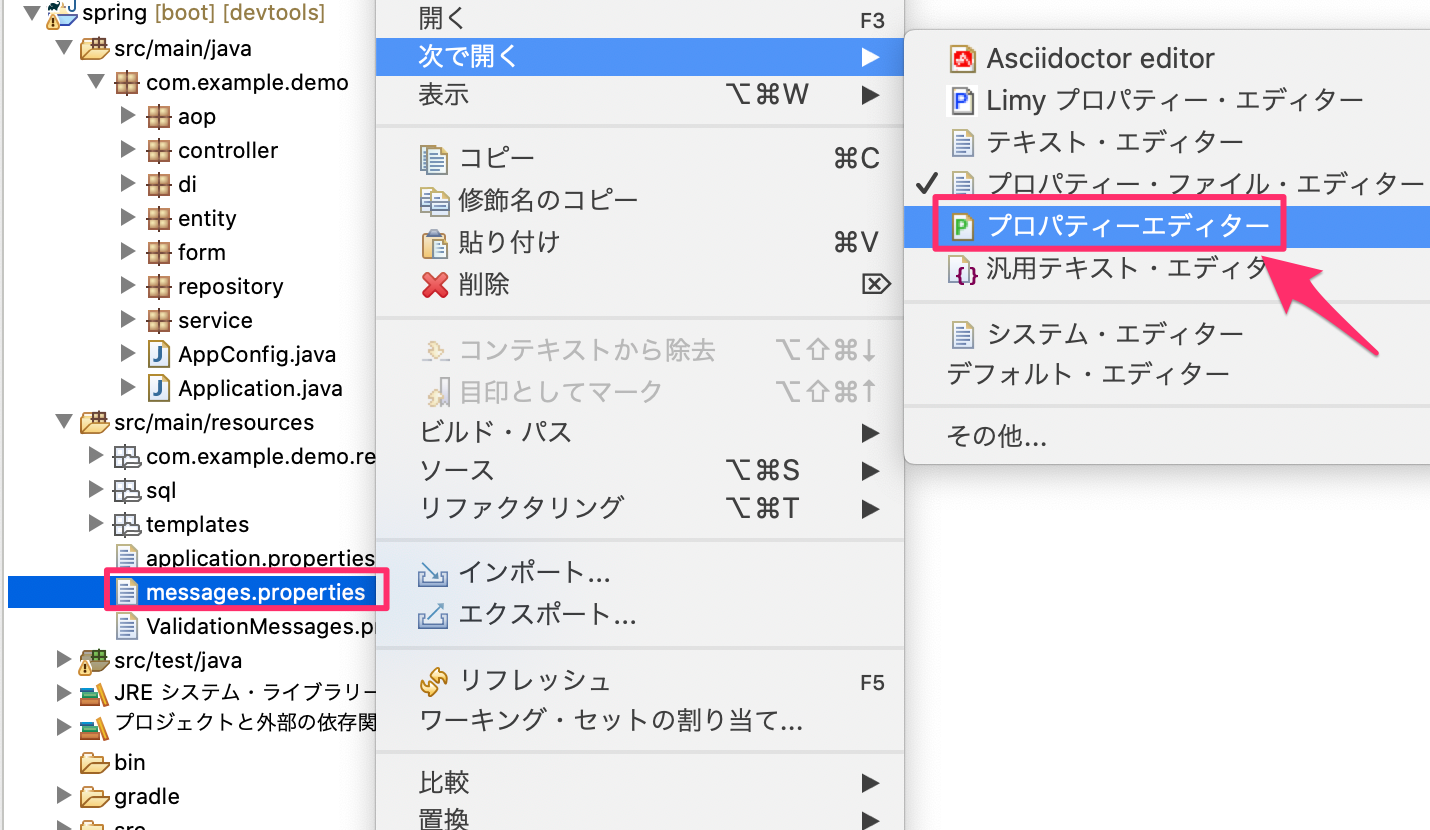 spring [boot] [devtools]
src/main/java
com.example.demo
aop
controller
di
entity
form
repository
service
AppConfig.java
Application.java
src/main/resources
com.example.demo.re
sql
templates
application.properties
messages.properties
ValidationMessages.p
src/test/java
JRE システム・ライブラリー
プロジェクトと外部の依存関
bin
gradle
src
開く F3
次で開く ▶
表示 ⌥⌘W ▶
コピー ⌘C
修飾名のコピー
貼り付け ⌘V
削除 ⌦
コンテキストから除去 ⌥⇧⌘↓
目印としてマーク ⌥⇧⌘↑
ビルド・パス ▶
ソース ⌥⌘S ▶
リファクタリング ⌥⌘T ▶
インポート...
エクスポート...
リフレッシュ F5
ワーキング・セットの割り当て...
比較 ▶
置換 ▶
Asciidoctor editor
Limy プロパティー・エディター
テキスト・エディター
✓ プロパティー・ファイル・エディター
プロパティーエディター
汎用テキスト・エディタ
システム・エディター
デフォルト・エディター
その他...